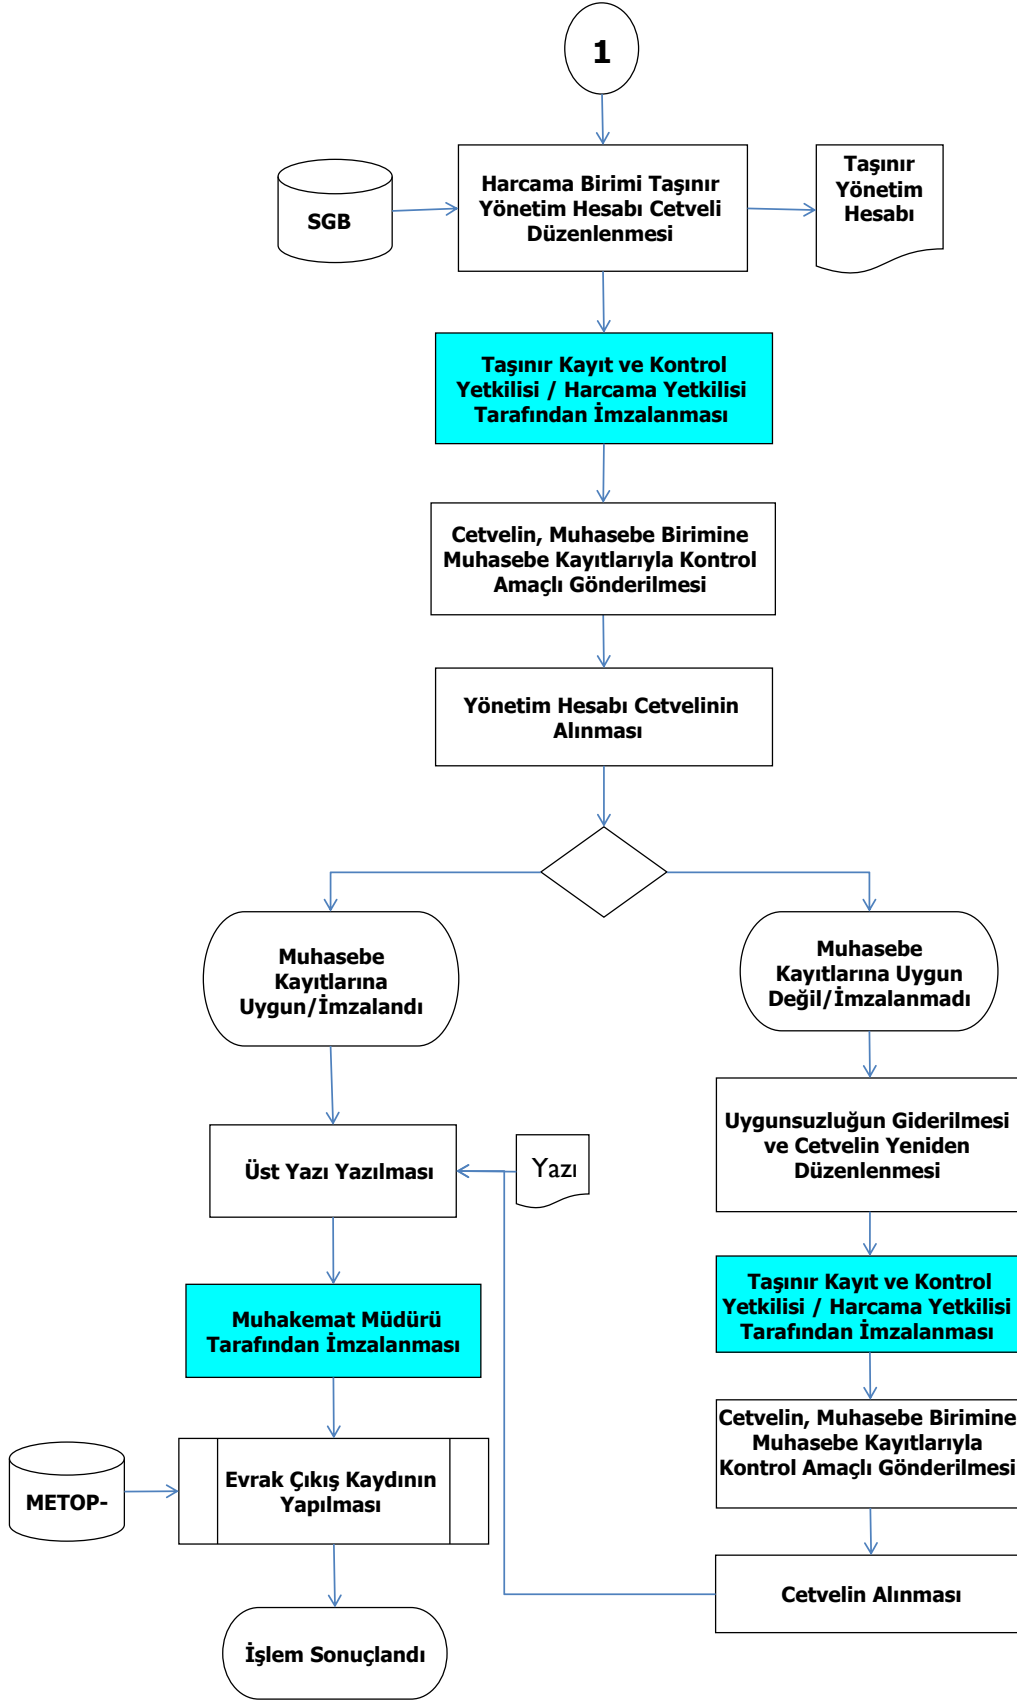 1
SGB
Harcama Birimi Taşınır
Yönetim Hesabı Cetveli
Düzenlenmesi
Taşınır
Yönetim
Hesabı
Taşınır Kayıt ve Kontrol
Yetkilisi / Harcama Yetkilisi
Tarafından İmzalanması
Cetvelin, Muhasebe Birimine
Muhasebe Kayıtlarıyla Kontrol
Amaçlı Gönderilmesi
Yönetim Hesabı Cetvelinin
Alınması
Muhasebe
Kayıtlarına
Uygun/İmzalandı
Muhasebe
Kayıtlarına Uygun
Değil/İmzalanmadı
Üst Yazı Yazılması
Yazı
Uygunsuzluğun Giderilmesi
ve Cetvelin Yeniden
Düzenlenmesi
Muhakemat Müdürü
Tarafından İmzalanması
Taşınır Kayıt ve Kontrol
Yetkilisi / Harcama Yetkilisi
Tarafından İmzalanması
METOP-
Evrak Çıkış Kaydının
Yapılması
Cetvelin, Muhasebe Birimine
Muhasebe Kayıtlarıyla
Kontrol Amaçlı Gönderilmesi
Cetvelin Alınması
İşlem Sonuçlandı